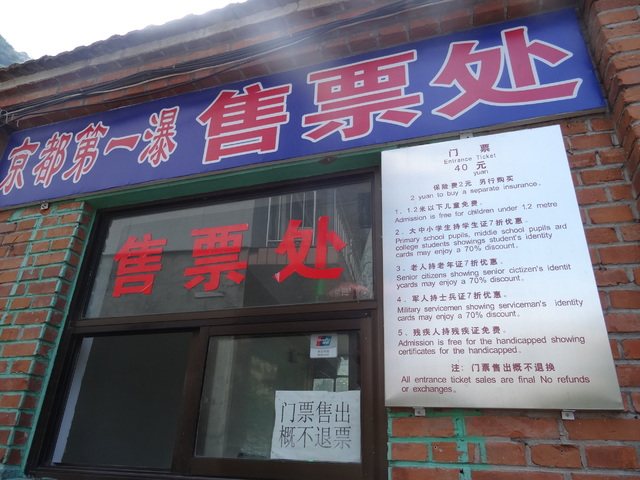 京都第一瀑 售票处
门 票
Entrance Ticket
40 元
yuan
保险费2元 另行购买
2 yuan to buy a separate insurance.
1、1.2米以下儿童免费。
Admission is free for children under 1.2 metre
2、大中小学生持学生证7折优惠。
Primary school pupils, middle school pupils and
college students showings student's identity
cards may enjoy a 70% discount.
3、老人持老年证7折优惠。
Senior citizens showing senior cictizen's identit
ycards may enjoy a 70% discount.
4、军人持士兵证7折优惠。
Military servicemen showing serviceman's identity
cards may enjoy a 70% discount.
5、残疾人持残疾证免费。
Admission is free for the handicapped showing
certificates for the handicapped.
注：门票售出概不退换
All entrance ticket sales are final No refunds
or exchanges.
售票处
门票售出
概不退票